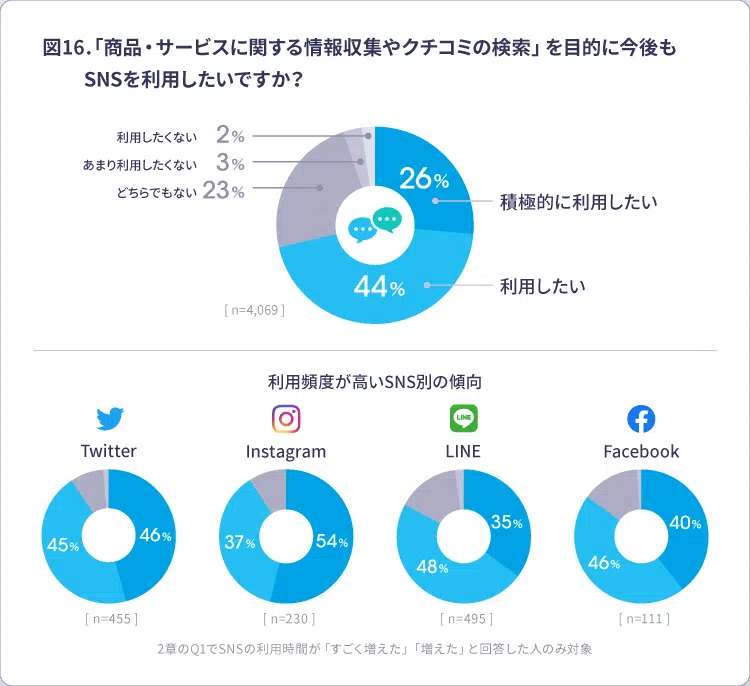 図16.「商品・サービスに関する情報収集やクチコミの検索」を目的に今後も
SNSを利用したいですか？
利用したくない 2%
あまり利用したくない 3%
どちらでもない 23%
26%
積極的に利用したい
44%
利用したい
[ n=4,069 ]
利用頻度が高いSNS別の傾向
LINE
Twitter Instagram LINE Facebook
45% 46% 37% 54% 48% 35% 46% 40%
[ n=455 ] [ n=230 ] [ n=495 ] [ n=111 ]
2章のQ1でSNSの利用時間が「すごく増えた」「増えた」と回答した人のみ対象